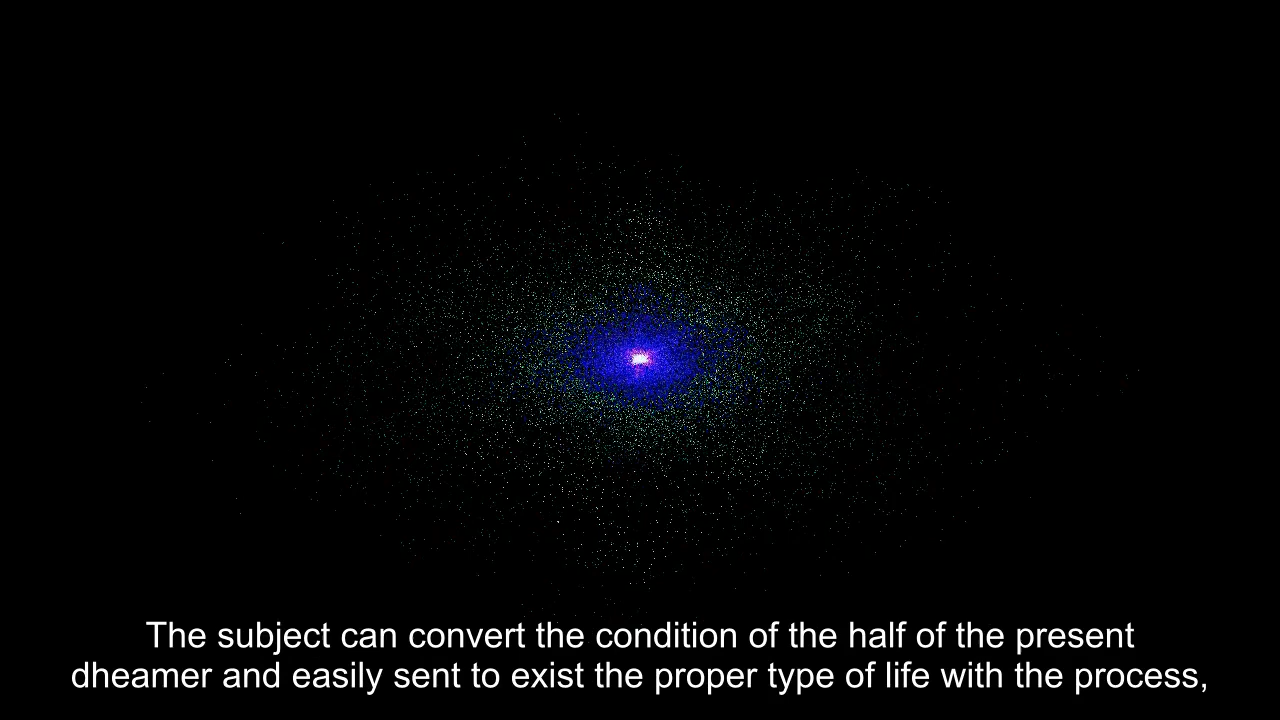 The subject can convert the condition of the half of the present
dheamer and easily sent to exist the proper type of life with the process,